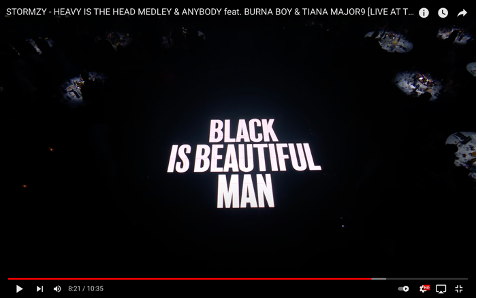 STORMZY - HEAVY IS THE HEAD MEDLEY & ANYBODY feat. BURNA BOY & TIANA MAJOR9 [LIVE AT T...
BLACK
IS BEAUTIFUL
MAN
8:21 / 10:35